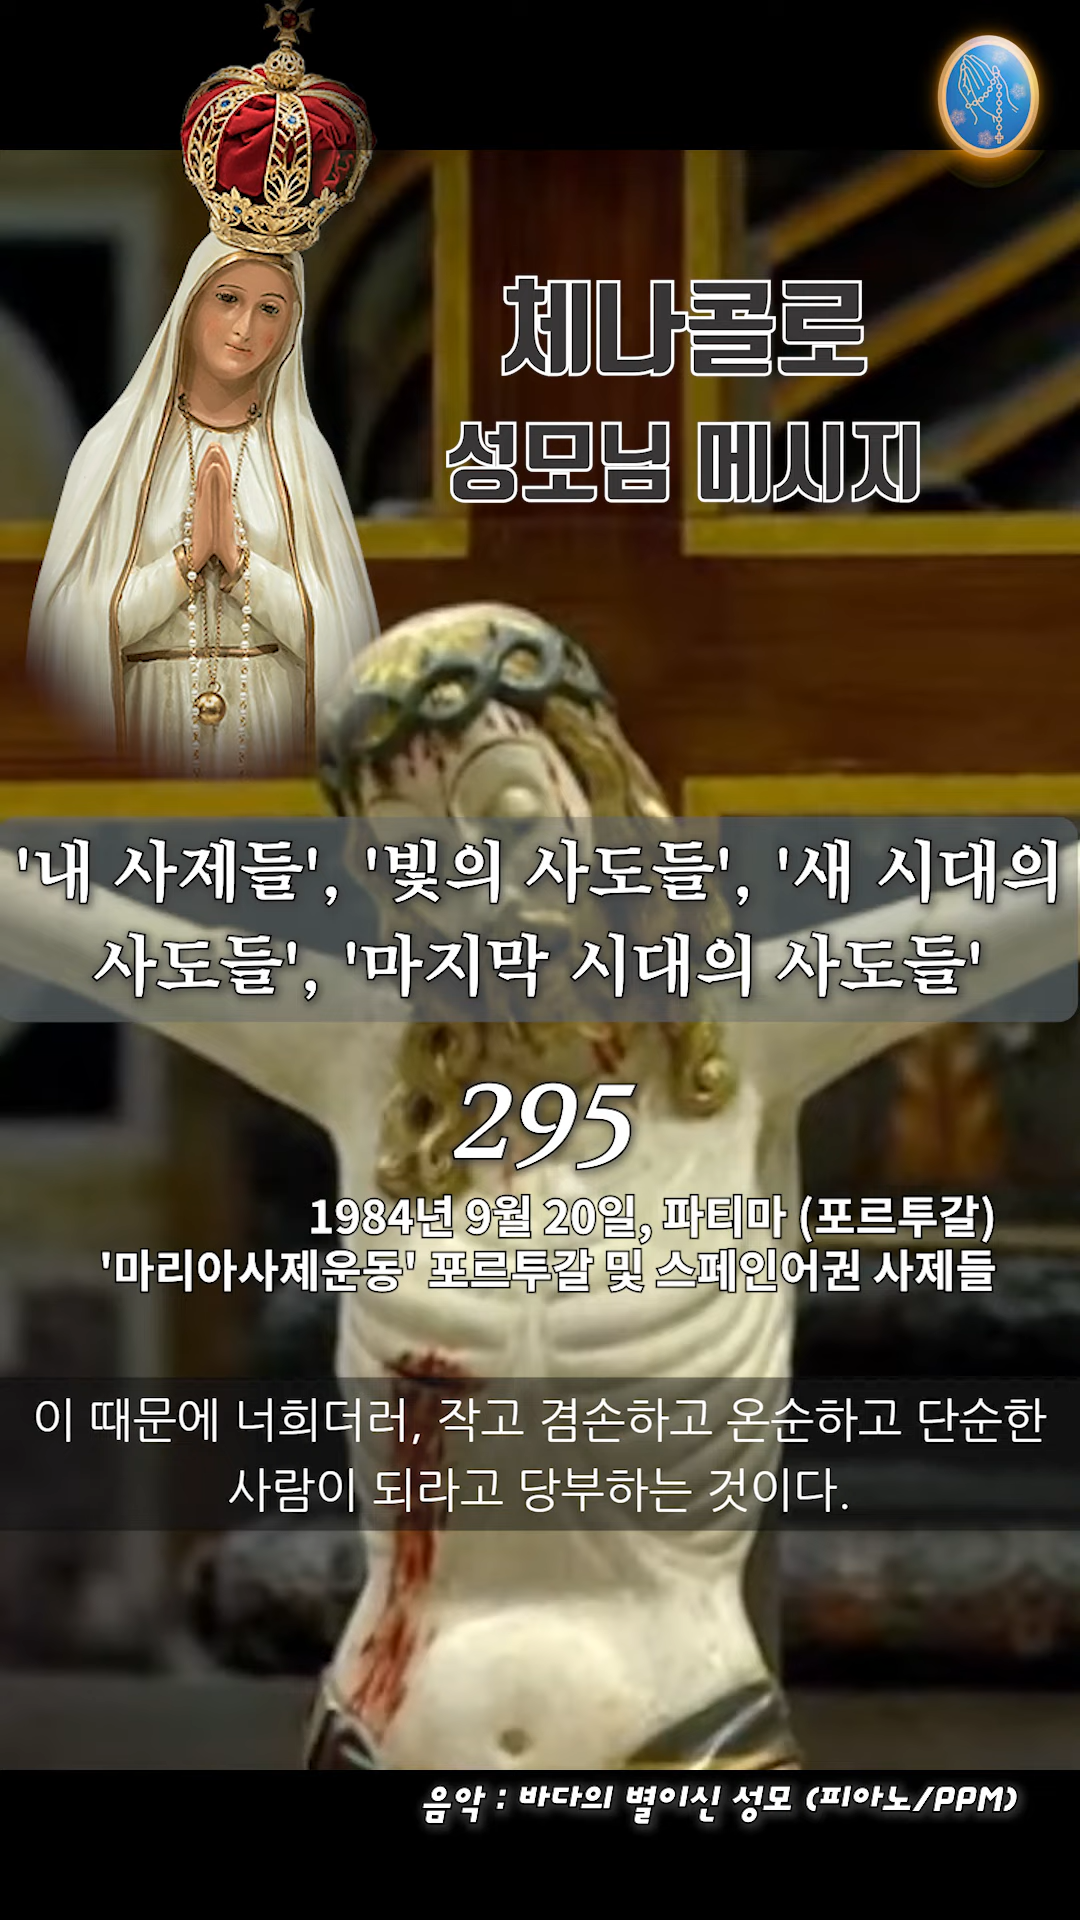 체나콜로
성모님 메시지
'내 사제들', '빛의 사도들', '새 시대의
사도들', '마지막 시대의 사도들'
295
1984년 9월 20일, 파티마 (포르투갈)
'마리아사제운동' 포르투갈 및 스페인어권 사제들
이 때문에 너희더러, 작고 겸손하고 온순하고 단순한
사람이 되라고 당부하는 것이다.
음악 : 바다의 별이신 성모 (피아노/PPM)